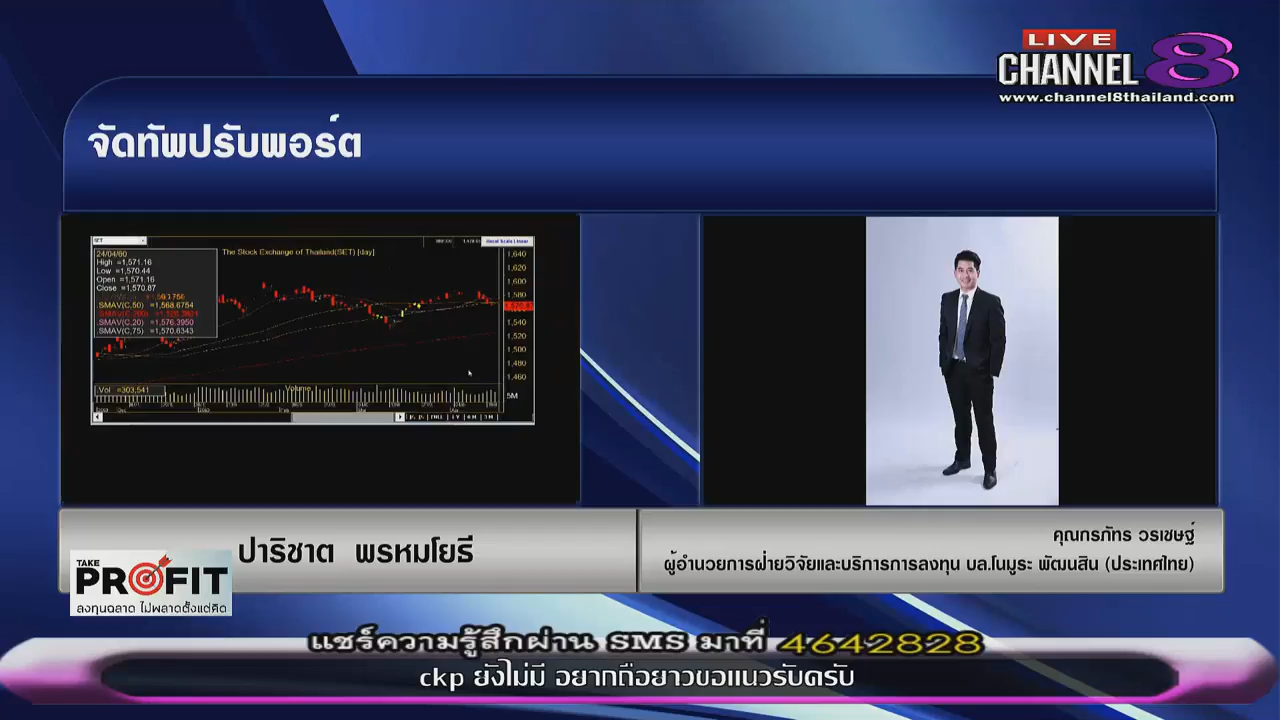 LIVE
CHANNEL 8
www.channel8thailand.com
จัดทัพปรับพอร์ต
SET
The Stock Exchange of Thailand(SET) [day]
24/04/60
High =1,571.16
Low =1,570.44
Open =1,571.16
Close =1,570.87
.SMAV(C,50) =1,568.6754
.SMAV(C,20) =1,576.3950
.SMAV(C,75) =1,570.6343
1,640
1,620
1,600
1,580
1,540
1,520
1,500
1,480
1,460
Volume
.Vol =303,541
5M
ปาริชาต พรหมโยธี
คุณกรภัทร วรเชษฐ์
ผู้อำนวยการฝ่ายวิจัยและบริการการลงทุน บล.โนมูระ พัฒนสิน (ประเทศไทย)
TAKE
PROFIT
ลงทุนฉลาด ไม่พลาดตั้งแต่คิด
แชร์ความรู้สึกผ่าน SMS มาที่ 4642828
ckp ยังไม่มี อยากถือยาวขอแนวรับครับ